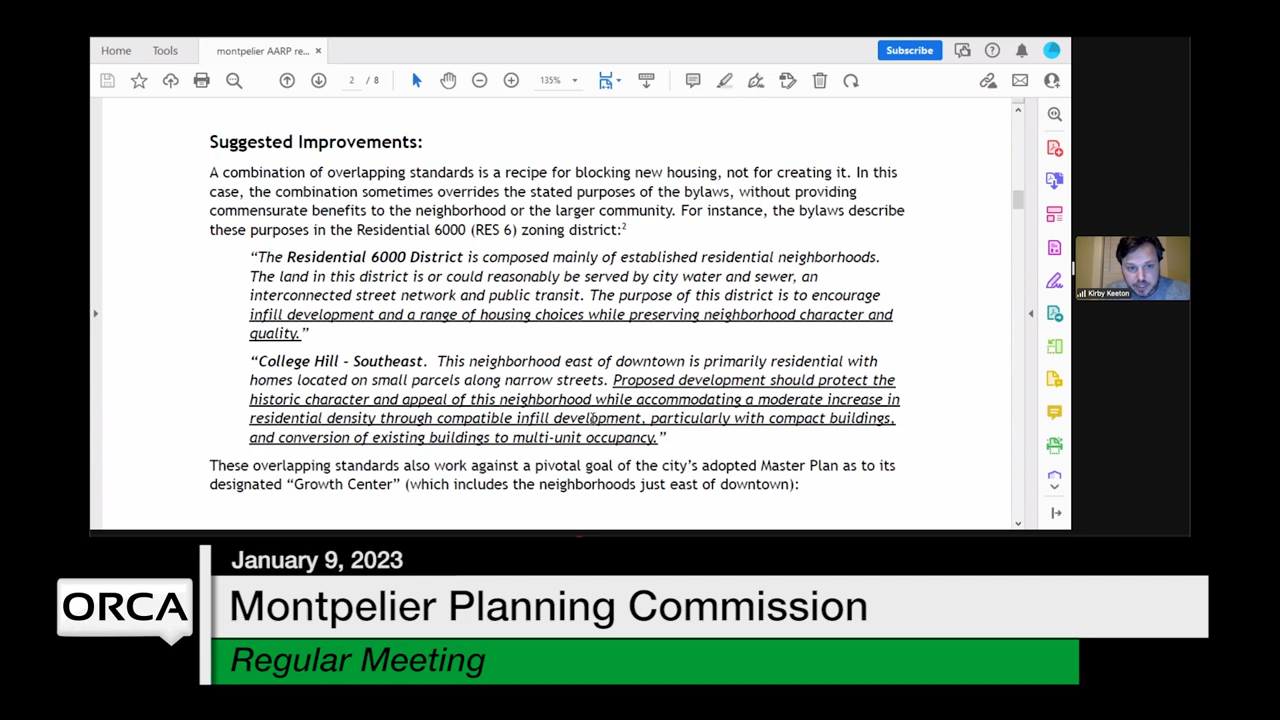 Home Tools montpelier AARP re... × Subscribe
2 / 8 135%
Suggested Improvements:
A combination of overlapping standards is a recipe for blocking new housing, not for creating it. In this
case, the combination sometimes overrides the stated purposes of the bylaws, without providing
commensurate benefits to the neighborhood or the larger community. For instance, the bylaws describe
these purposes in the Residential 6000 (RES 6) zoning district:2
“The Residential 6000 District is composed mainly of established residential neighborhoods.
The land in this district is or could reasonably be served by city water and sewer, an
interconnected street network and public transit. The purpose of this district is to encourage
infill development and a range of housing choices while preserving neighborhood character and
quality.”
“College Hill – Southeast. This neighborhood east of downtown is primarily residential with
homes located on small parcels along narrow streets. Proposed development should protect the
historic character and appeal of this neighborhood while accommodating a moderate increase in
residential density through compatible infill development, particularly with compact buildings,
and conversion of existing buildings to multi-unit occupancy.”
These overlapping standards also work against a pivotal goal of the city’s adopted Master Plan as to its
designated “Growth Center” (which includes the neighborhoods just east of downtown):
Kirby Keeton
January 9, 2023
ORCA
Montpelier Planning Commission
Regular Meeting